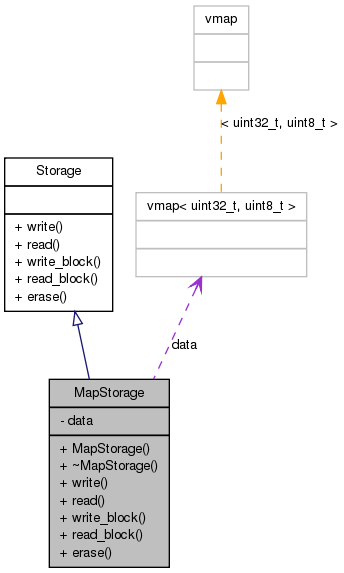 vmap
< uint32_t, uint8_t >
Storage
+ write()
+ read()
+ write_block()
+ read_block()
+ erase()
vmap< uint32_t, uint8_t >
data
MapStorage
- data
+ MapStorage()
+ ~MapStorage()
+ write()
+ read()
+ write_block()
+ read_block()
+ erase()